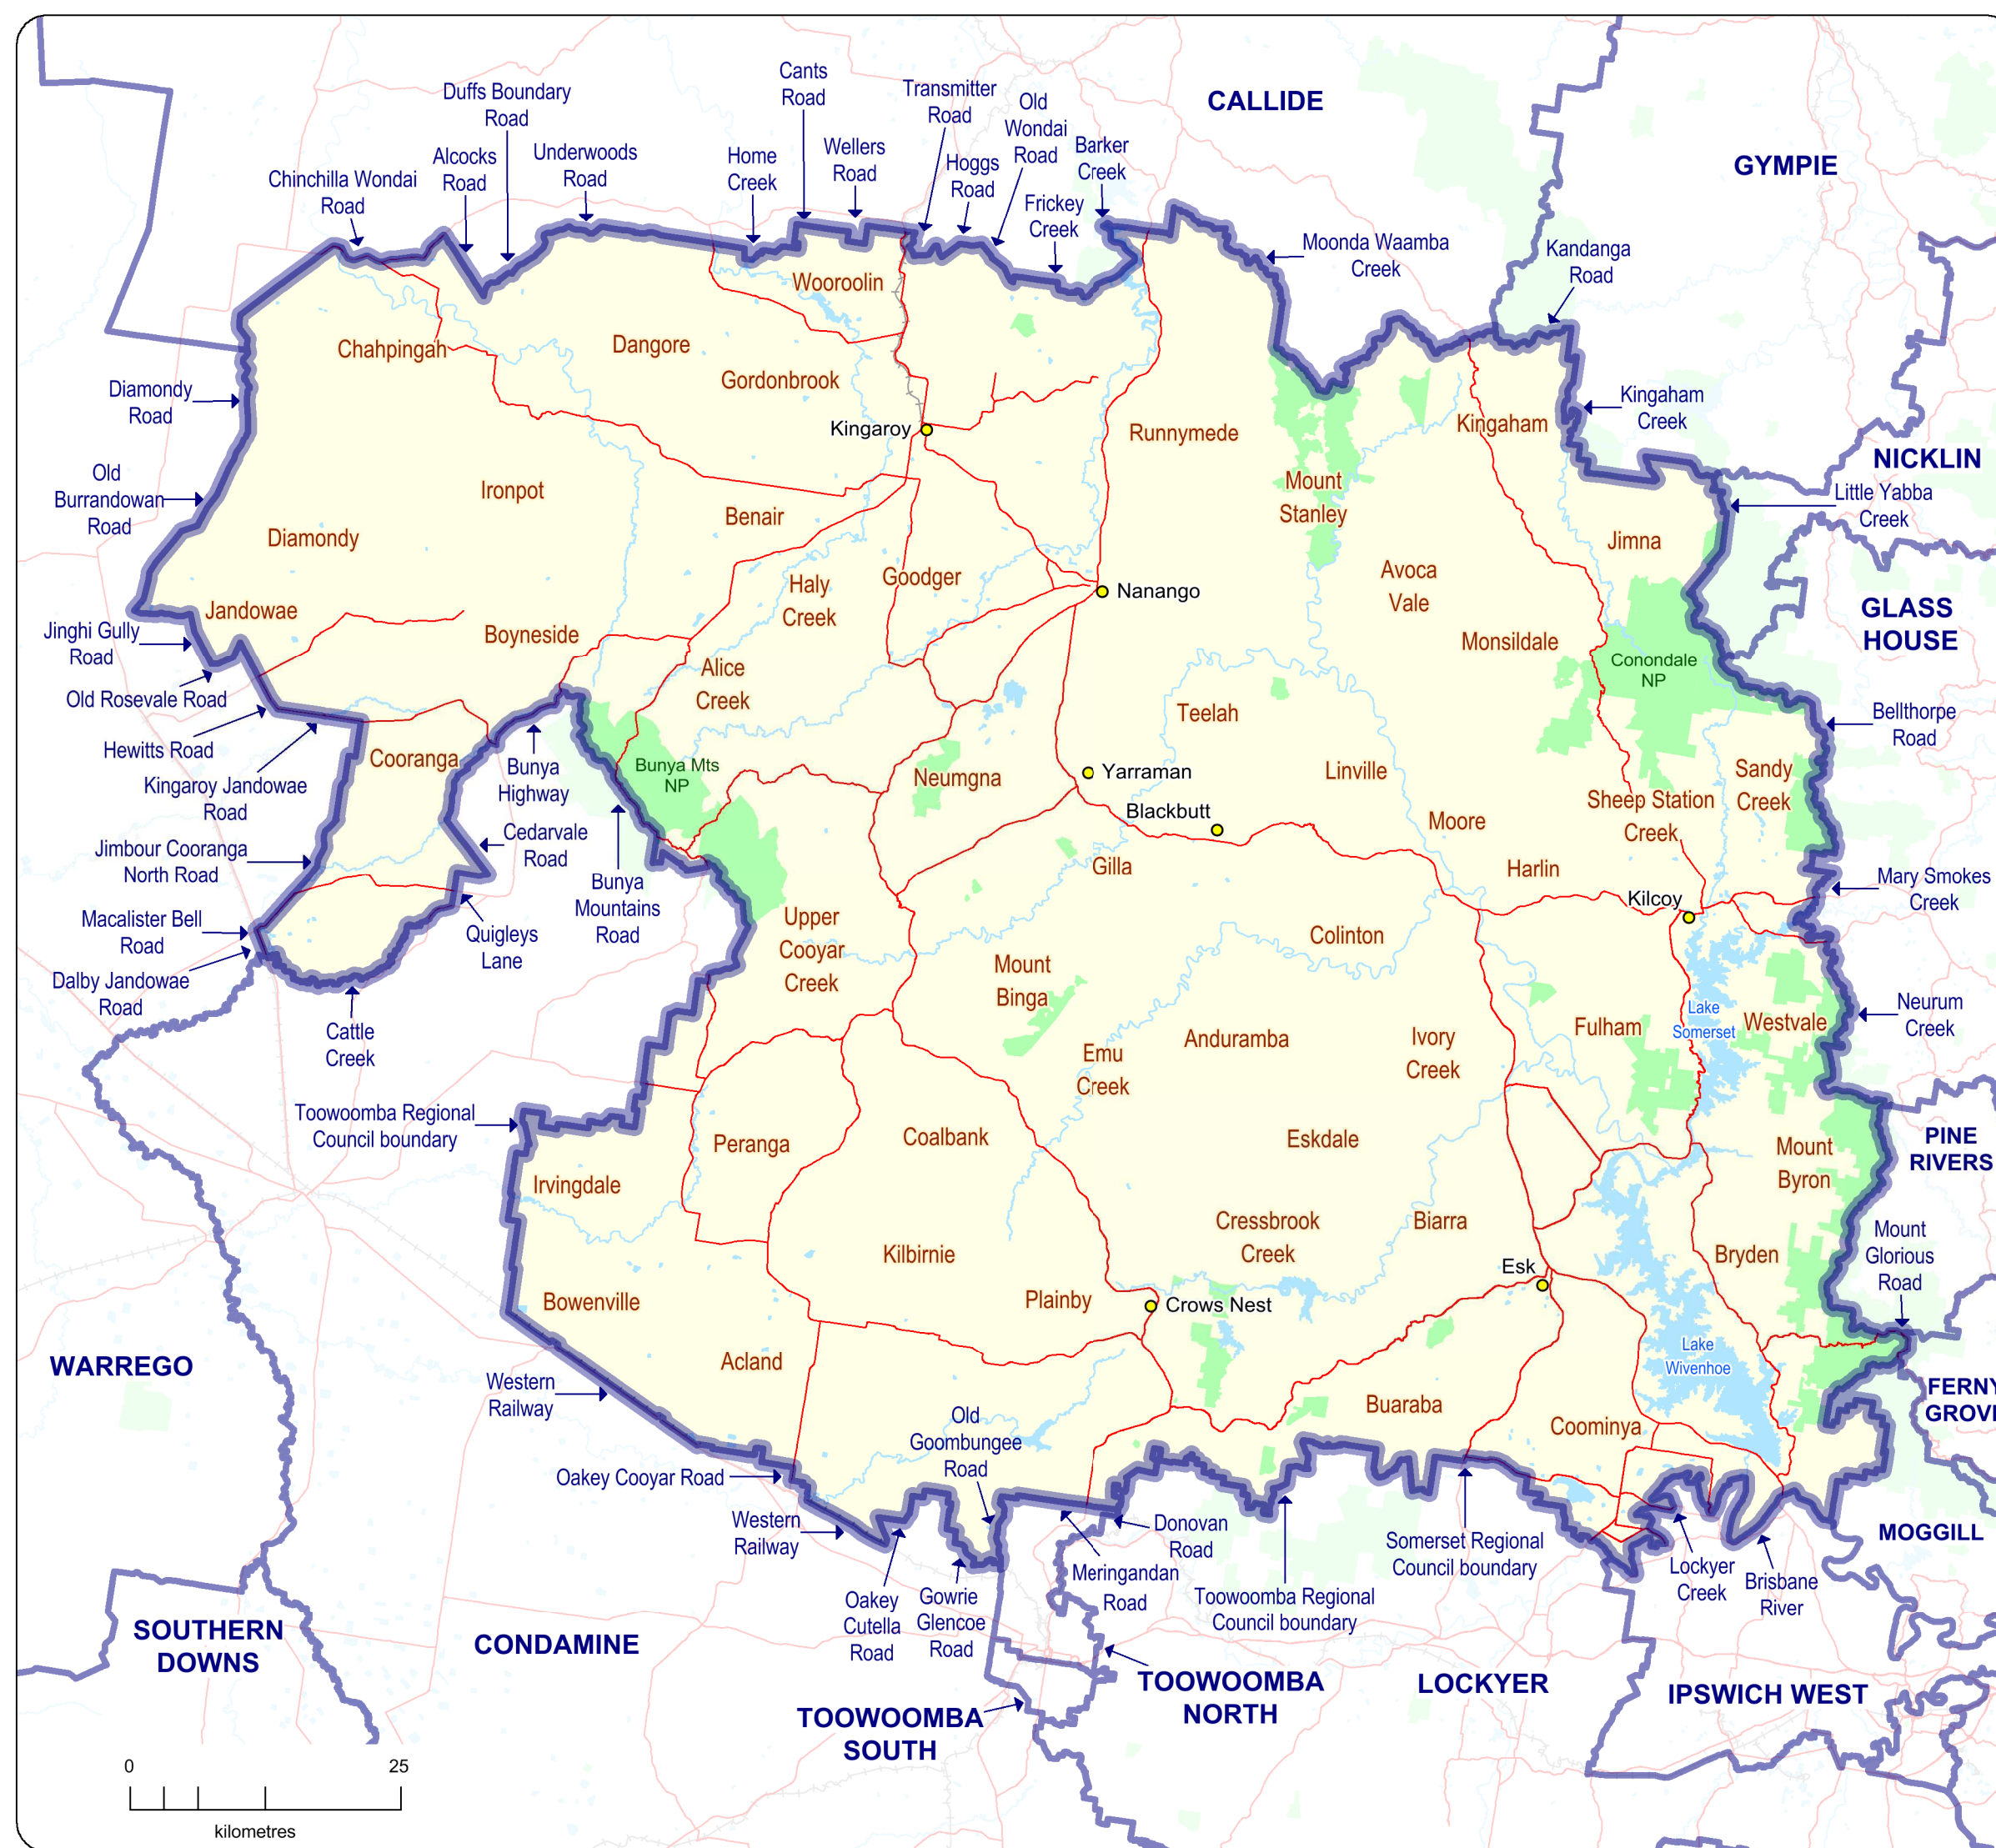 CALLIDE
GYMPIE
NICKLIN
GLASS
HOUSE
PINE
RIVERS
FERNY
MOGGILL
IPSWICH WEST
LOCKYER
TOOWOOMBA
NORTH
TOOWOOMBA
SOUTH
CONDAMINE
SOUTHERN
DOWNS
WARREGO
Chinchilla Wondai
Road
Alcocks
Road
Duffs Boundary
Road
Underwoods
Road
Home
Creek
Cants
Road
Wellers
Road
Transmitter
Road
Hoggs
Road
Old
Wondai
Road
Frickey
Creek
Barker
Creek
Moonda Waamba
Creek
Kandanga
Road
Kingaham
Creek
Little Yabba
Creek
Bellthorpe
Road
Mary Smokes
Creek
Neurum
Creek
Mount
Glorious
Road
Brisbane
River
Lockyer
Creek
Somerset Regional
Council boundary
Toowoomba Regional
Council boundary
Donovan
Road
Meringandan
Road
Old
Goombungee
Road
Gowrie
Glencoe
Road
Oakey
Cutella
Road
Western
Railway
Oakey Cooyar Road
Western
Railway
Toowoomba Regional
Council boundary
Bunya
Mountains
Road
Bunya
Highway
Cedarvale
Road
Quigleys
Lane
Cattle
Creek
Dalby Jandowae
Road
Macalister Bell
Road
Jimbour Cooranga
North Road
Kingaroy Jandowae
Road
Hewitts Road
Old Rosevale Road
Jinghi Gully
Road
Old
Burrandowan
Road
Diamondy
Road
Chahpingah
Dangore
Gordonbrook
Wooroolin
Kingaroy
Runnymede
Kingaham
Mount
Stanley
Jimna
Ironpot
Benair
Diamondy
Jandowae
Boyneside
Haly
Creek
Goodger
Nanango
Avoca
Vale
Monsildale
Conondale
NP
Alice
Creek
Teelah
Cooranga
Bunya Mts
NP
Neumgna
Yarraman
Linville
Sandy
Creek
Sheep Station
Creek
Blackbutt
Moore
Gilla
Harlin
Kilcoy
Upper
Cooyar
Creek
Colinton
Mount
Binga
Anduramba
Emu
Creek
Ivory
Creek
Fulham
Lake
Somerset
Westvale
Peranga
Coalbank
Eskdale
Mount
Byron
Irvingdale
Kilbirnie
Cressbrook
Creek
Biarra
Bryden
Esk
Bowenville
Plainby
Crows Nest
Acland
Lake
Wivenhoe
Buaraba
Coominya
0 25
kilometres